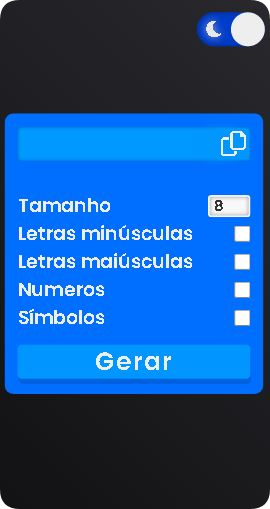 Tamanho 8
Letras minúsculas
Letras maiúsculas
Numeros
Símbolos
Gerar